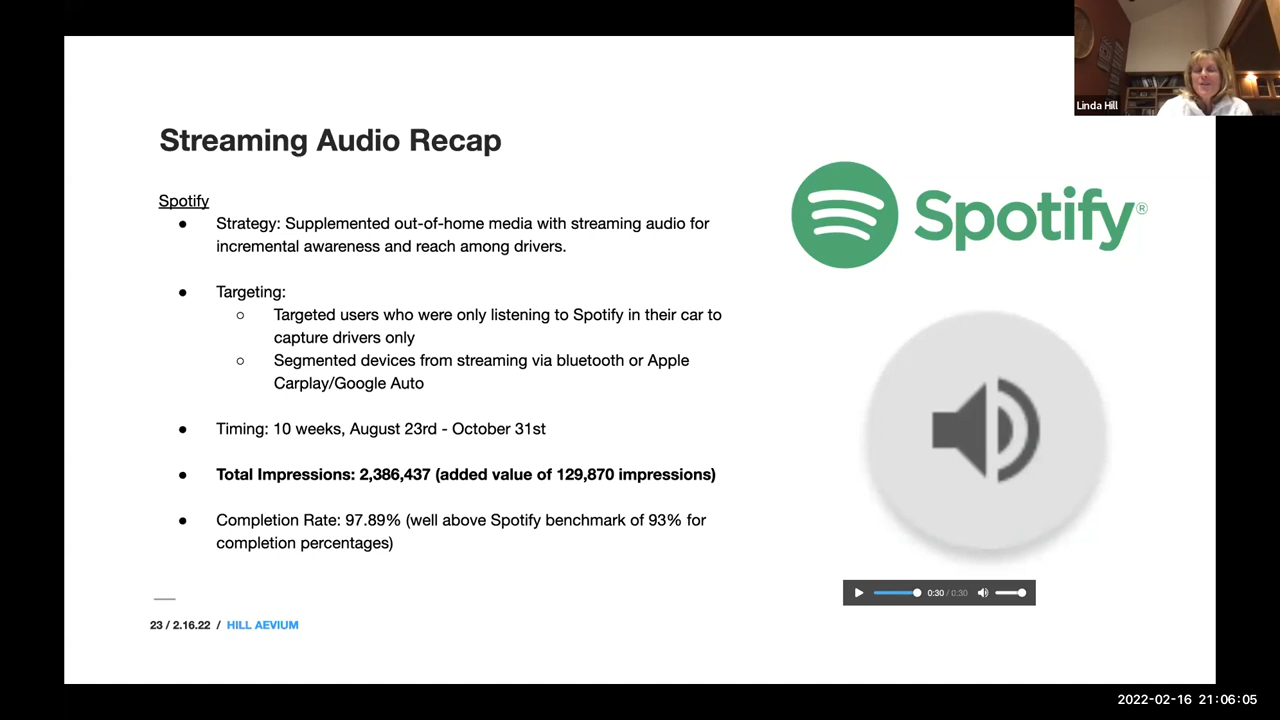 Linda Hill
Streaming Audio Recap
Spotify
● Strategy: Supplemented out-of-home media with streaming audio for
incremental awareness and reach among drivers.
Spotify®
● Targeting:
○ Targeted users who were only listening to Spotify in their car to
capture drivers only
○ Segmented devices from streaming via bluetooth or Apple
Carplay/Google Auto
● Timing: 10 weeks, August 23rd - October 31st
● Total Impressions: 2,386,437 (added value of 129,870 impressions)
● Completion Rate: 97.89% (well above Spotify benchmark of 93% for
completion percentages)
0:30 / 0:30
23 / 2.16.22 / HILL AEVIUM
2022-02-16 21:06:05